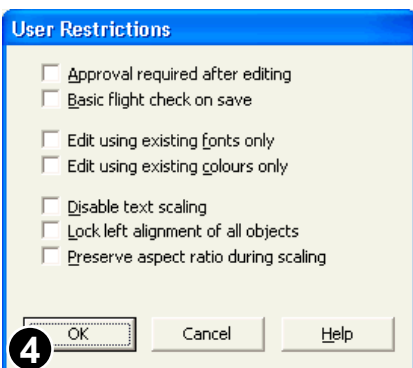 User Restrictions
Approval required after editing
Basic flight check on save
Edit using existing fonts only
Edit using existing colours only
Disable text scaling
Lock left alignment of all objects
Preserve aspect ratio during scaling
4 OK Cancel Help